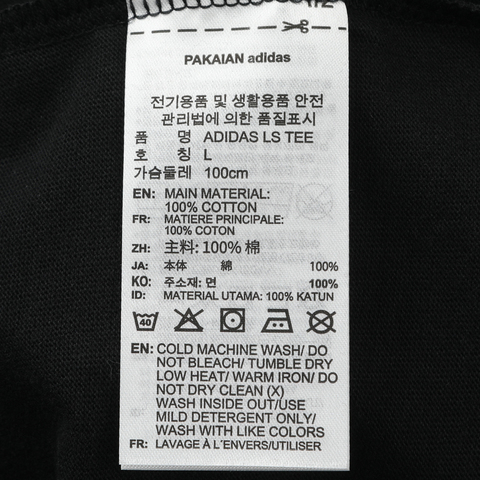 PAKAIAN adidas
전기용품 및 생활용품 안전
관리법에 의한 품질표시
품 명 ADIDAS LS TEE
호 칭 L
가슴둘레 100cm
EN: MAIN MATERIAL:
100% COTTON
FR: MATIERE PRINCIPALE:
100% COTON
ZH: 主料: 100% 棉
JA: 本体 綿 100%
KO: 주소재: 면 100%
ID: MATERIAL UTAMA: 100% KATUN
40
EN: COLD MACHINE WASH/ DO
NOT BLEACH/ TUMBLE DRY
LOW HEAT/ WARM IRON/ DO
NOT DRY CLEAN (X)
WASH INSIDE OUT/USE
MILD DETERGENT ONLY/
WASH WITH LIKE COLORS
FR: LAVAGE À L'ENVERS/UTILISER